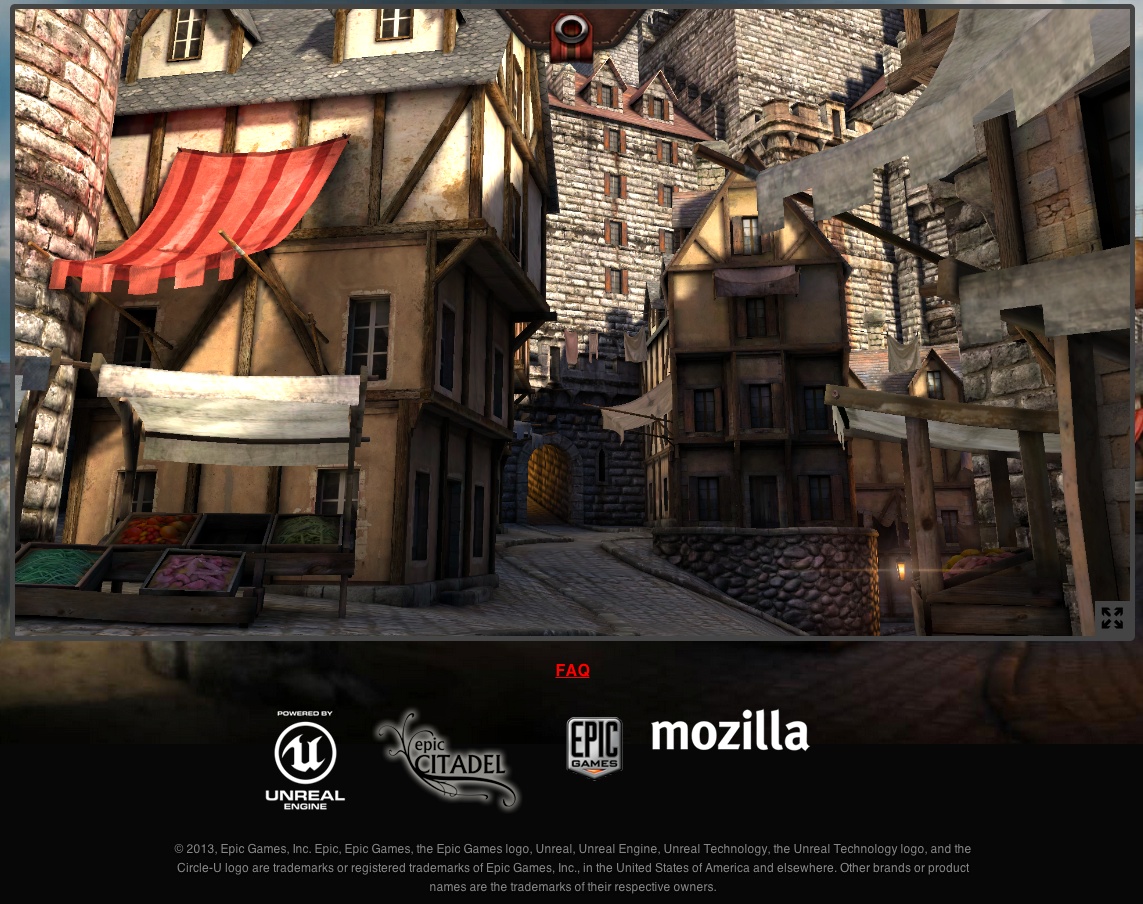 FAQ
POWERED BY
UNREAL
ENGINE
epic
CITADEL
EPIC
GAMES
mozilla
© 2013, Epic Games, Inc. Epic, Epic Games, the Epic Games logo, Unreal, Unreal Engine, Unreal Technology, the Unreal Technology logo, and the
Circle-U logo are trademarks or registered trademarks of Epic Games, Inc., in the United States of America and elsewhere. Other brands or product
names are the trademarks of their respective owners.